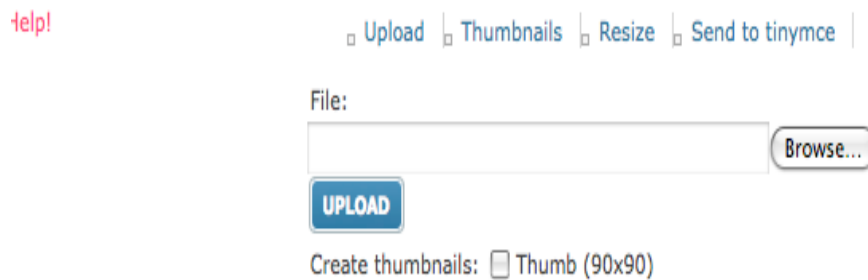 Help!
Upload Thumbnails Resize Send to tinymce
File:
Browse...
UPLOAD
Create thumbnails: Thumb (90x90)